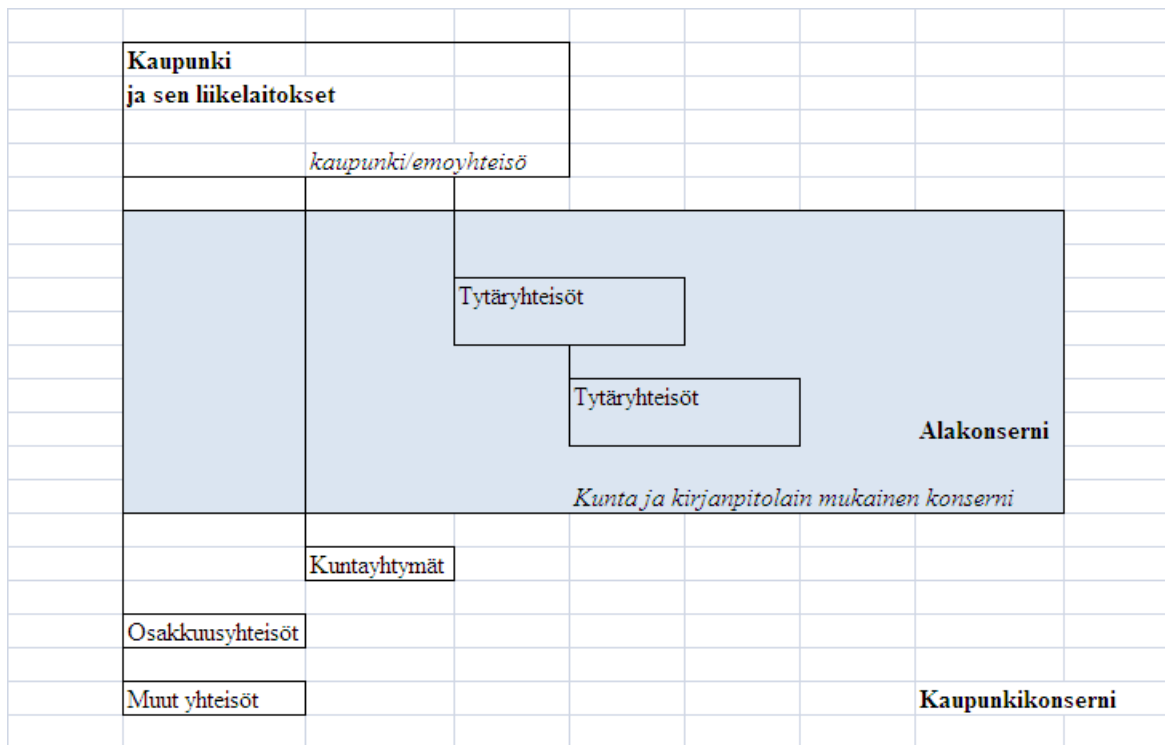 Kaupunki
ja sen liikelaitokset
kaupunki/emoyhteisö
Tytäryhteisöt
Tytäryhteisöt
Alakonserni
Kunta ja kirjanpitolain mukainen konserni
Kuntayhtymät
Osakkuusyhteisöt
Muut yhteisöt
Kaupunkikonserni